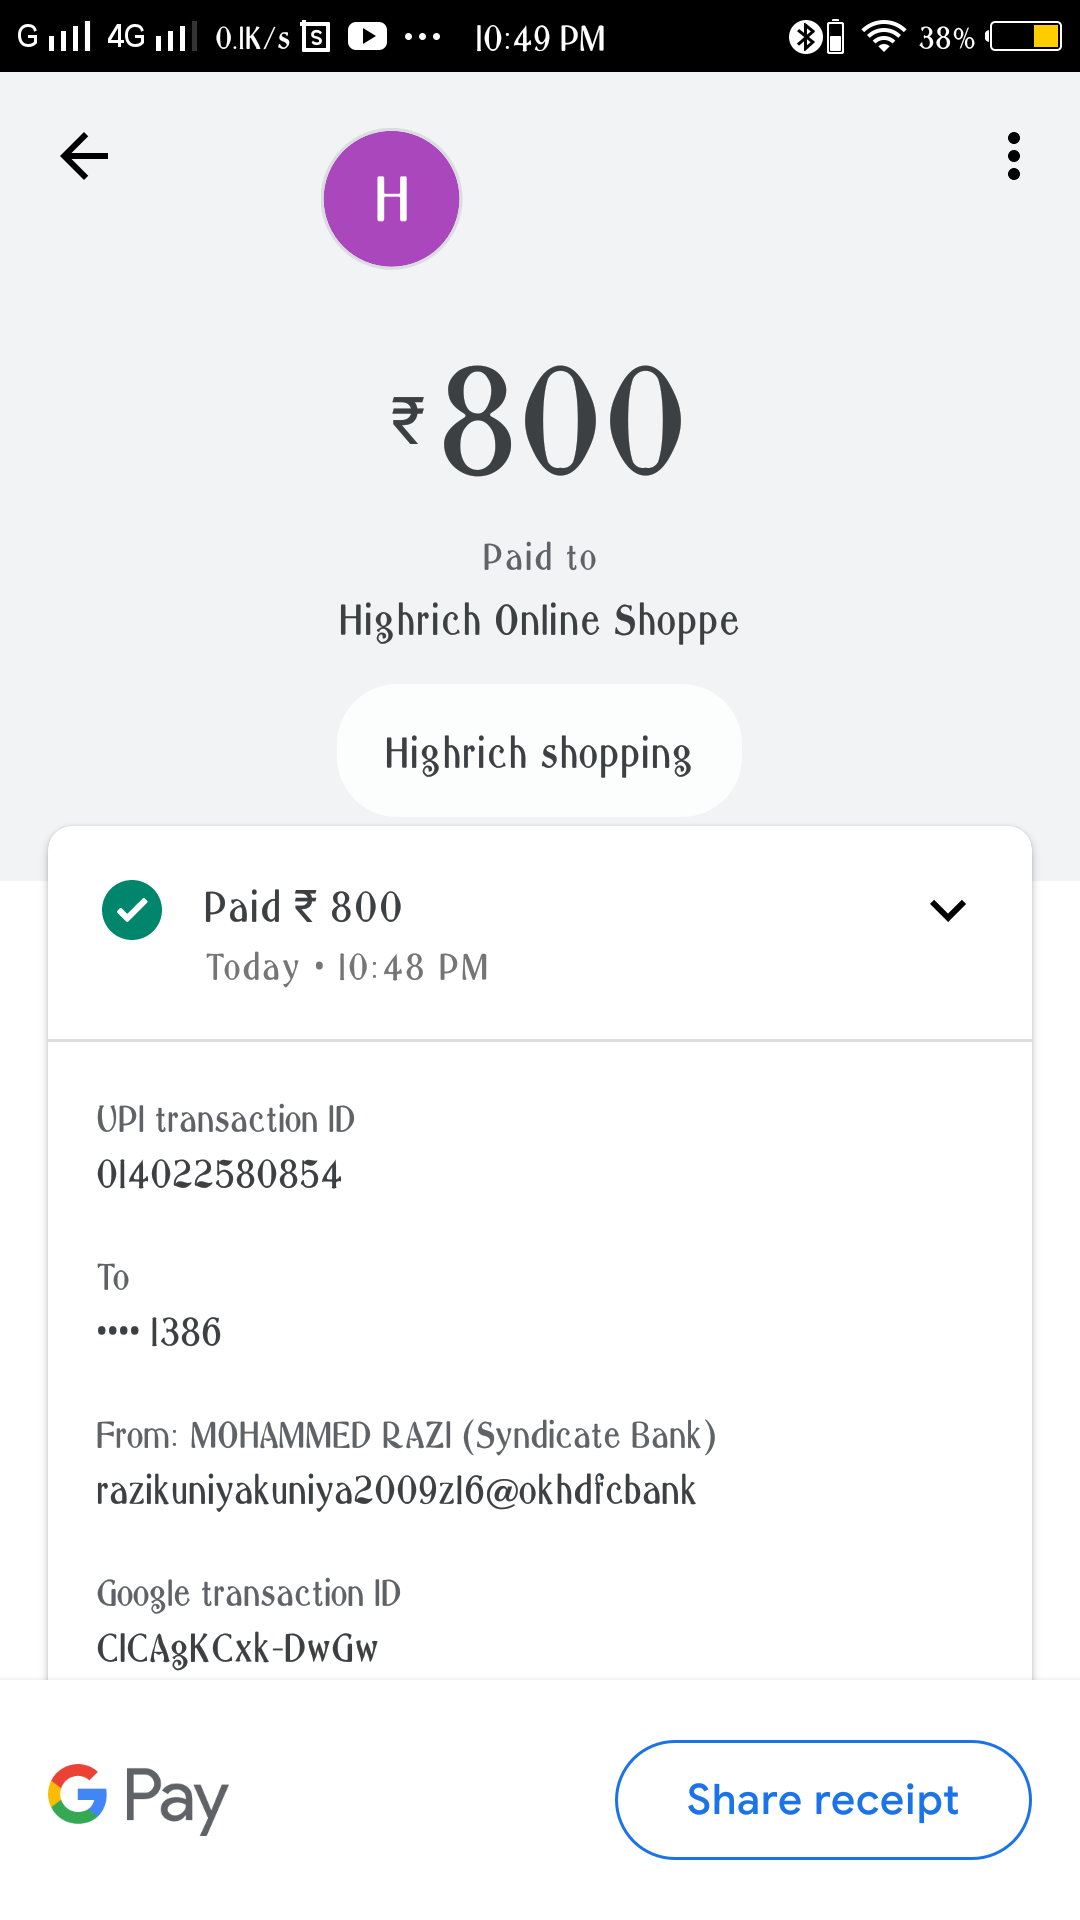 G 4G 0.1K/s S ••• 10:49 PM 38%
H
₹800
Paid to
Highrich Online Shoppe
Highrich shopping
Paid ₹ 800
Today • 10:48 PM
UPI transaction ID
014022580854
To
•••• 1386
From: MOHAMMED RAZI (Syndicate Bank)
razikuniyakuniya2009z16@okhdfcbank
Google transaction ID
CICAgKCxk-DwGw
G Pay
Share receipt